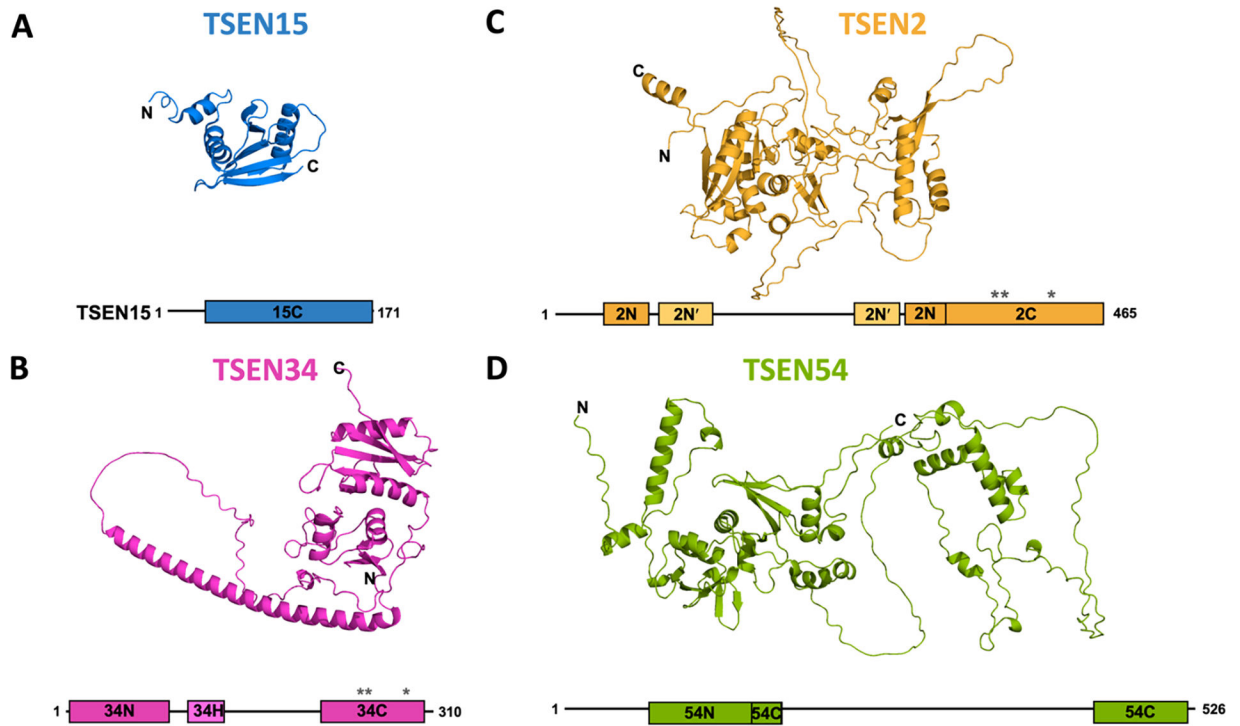 A
TSEN15
N
C
TSEN15 1
15C
171
B
TSEN34
C
N
**
*
1
34N
34H
34C
310
C
TSEN2
C
N
**
*
1
2N
2N′
2N′
2N
2C
465
D
TSEN54
N
C
1
54N
54C
54C
526